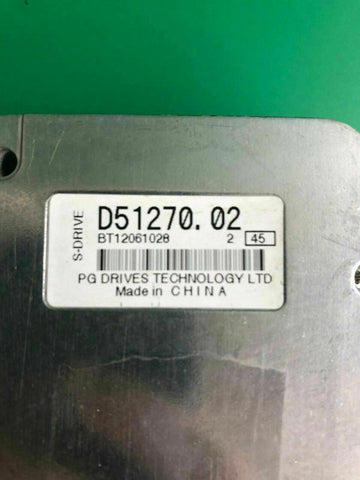 S-DRIVE
D51270.02
BT12061028 2 45
PG DRIVES TECHNOLOGY LTD
Made in CHINA